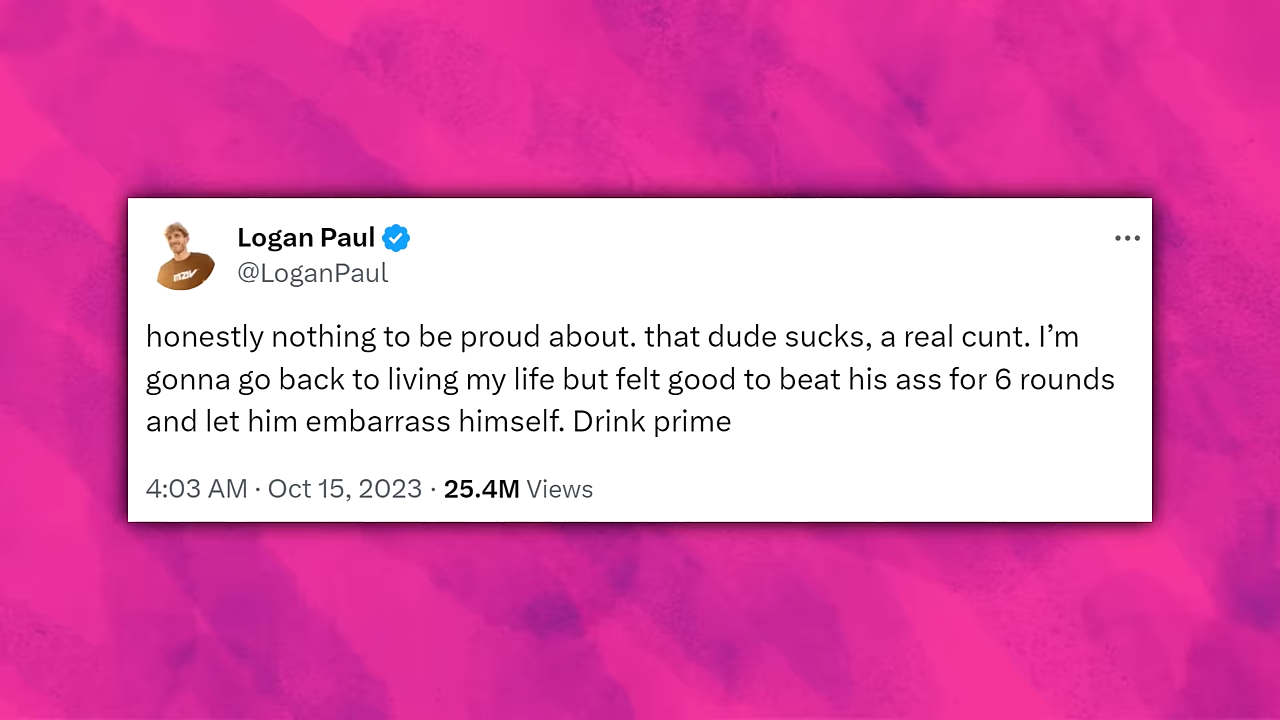 Logan Paul
@LoganPaul
honestly nothing to be proud about. that dude sucks, a real cunt. I’m
gonna go back to living my life but felt good to beat his ass for 6 rounds
and let him embarrass himself. Drink prime
4:03 AM · Oct 15, 2023 · 25.4M Views